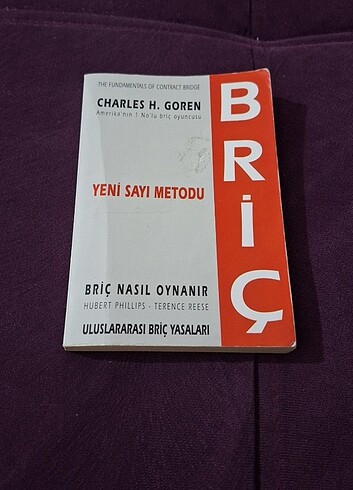 THE FUNDAMENTALS OF CONTRACT BRIDGE
CHARLES H. GOREN
Amerika'nın 1 No'lu briç oyuncusu
YENİ SAYI METODU
BRİÇ NASIL OYNANIR
HUBERT PHILLIPS - TERENCE REESE
ULUSLARARASI BRİÇ YASALARI
BRİÇ